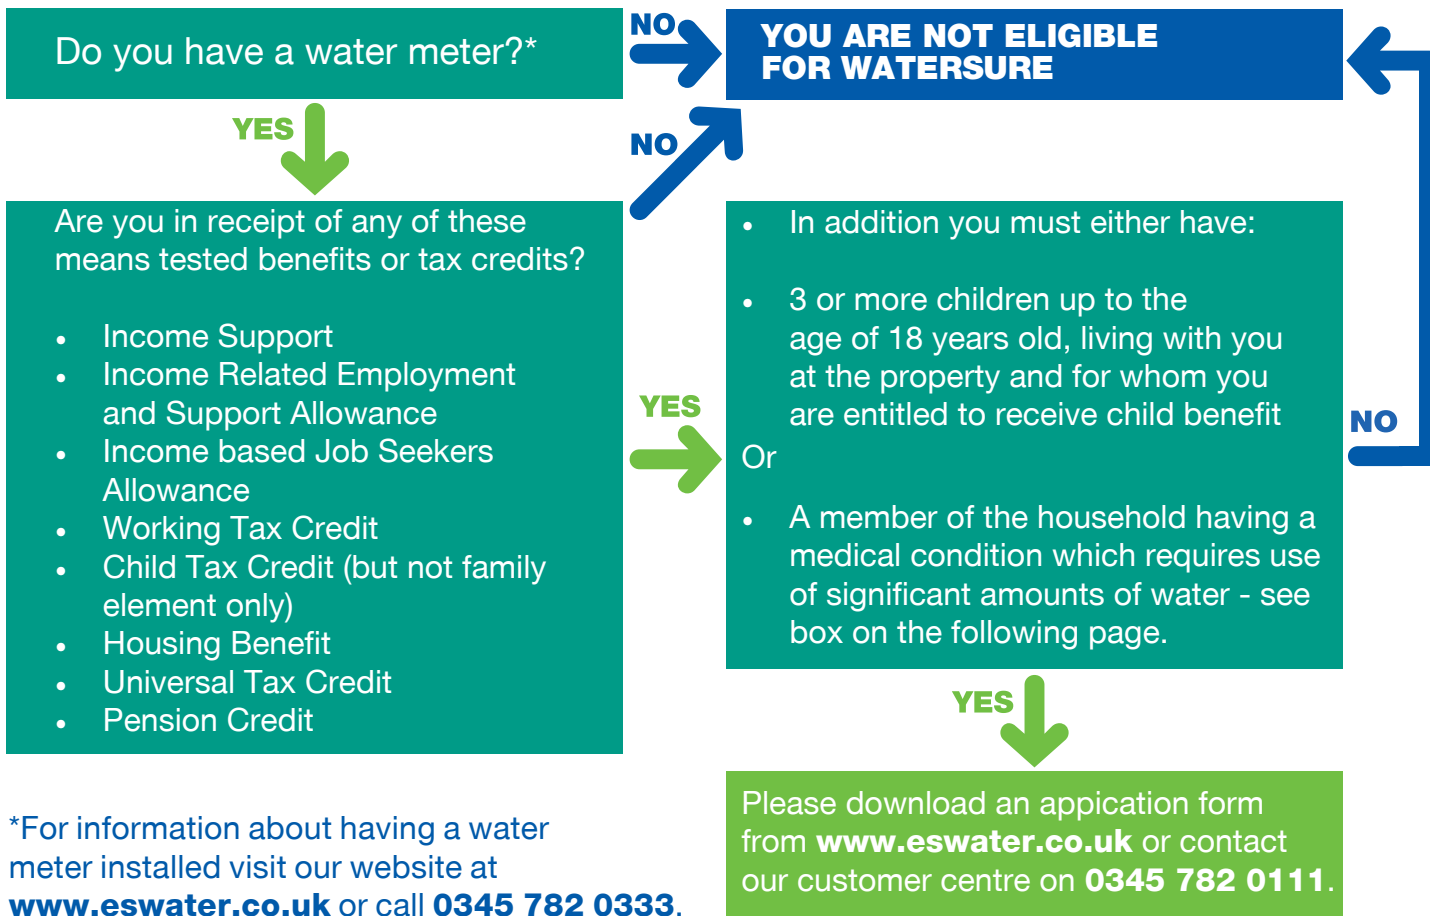 Do you have a water meter?*
NO
YOU ARE NOT ELIGIBLE
FOR WATERSURE
YES
NO
Are you in receipt of any of these
means tested benefits or tax credits?
• Income Support
• Income Related Employment
and Support Allowance
• Income based Job Seekers
Allowance
• Working Tax Credit
• Child Tax Credit (but not family
element only)
• Housing Benefit
• Universal Tax Credit
• Pension Credit
YES
• In addition you must either have:
• 3 or more children up to the
age of 18 years old, living with you
at the property and for whom you
are entitled to receive child benefit
Or
• A member of the household having a
medical condition which requires use
of significant amounts of water - see
box on the following page.
NO
YES
Please download an appication form
from www.eswater.co.uk or contact
our customer centre on 0345 782 0111.
*For information about having a water
meter installed visit our website at
www.eswater.co.uk or call 0345 782 0333.